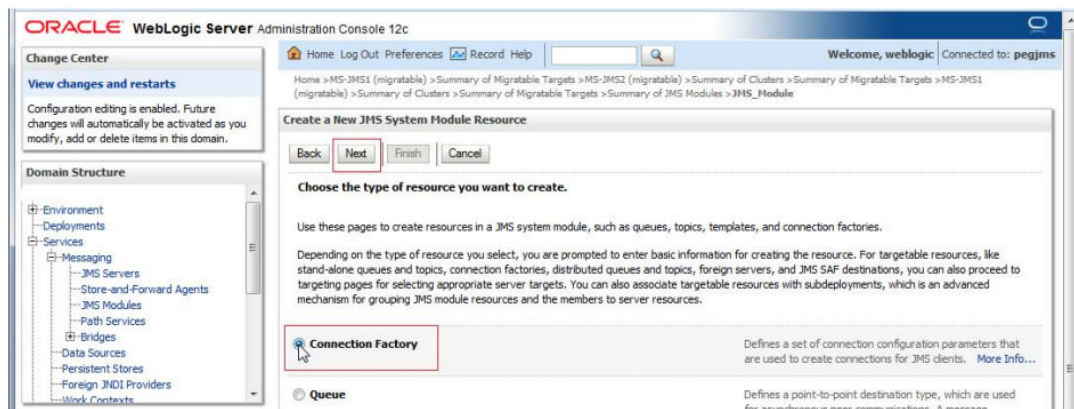 ORACLE WebLogic Server Administration Console 12c
Change Center
View changes and restarts
Configuration editing is enabled. Future
changes will automatically be activated as you
modify, add or delete items in this domain.
Domain Structure
Environment
Deployments
Services
Messaging
JMS Servers
Store-and-Forward Agents
JMS Modules
Path Services
Bridges
Data Sources
Persistent Stores
Foreign JNDI Providers
Work Contexts
Home Log Out Preferences Record Help
Welcome, weblogic Connected to: pegjms
Home >MS-JMS1 (migratable) >Summary of Migratable Targets >MS-JMS2 (migratable) >Summary of Clusters >Summary of Migratable Targets >MS-JMS1
(migratable) >Summary of Clusters >Summary of Migratable Targets >Summary of JMS Modules >JMS_Module
Create a New JMS System Module Resource
Back Next Finish Cancel
Choose the type of resource you want to create.
Use these pages to create resources in a JMS system module, such as queues, topics, templates, and connection factories.
Depending on the type of resource you select, you are prompted to enter basic information for creating the resource. For targetable resources, like
stand-alone queues and topics, connection factories, distributed queues and topics, foreign servers, and JMS SAF destinations, you can also proceed to
targeting pages for selecting appropriate server targets. You can also associate targetable resources with subdeployments, which is an advanced
mechanism for grouping JMS module resources and the members to server resources.
Connection Factory
Defines a set of connection configuration parameters that
are used to create connections for JMS clients. More Info...
Queue
Defines a point-to-point destination type, which are used
for asynchronous peer communications. A message